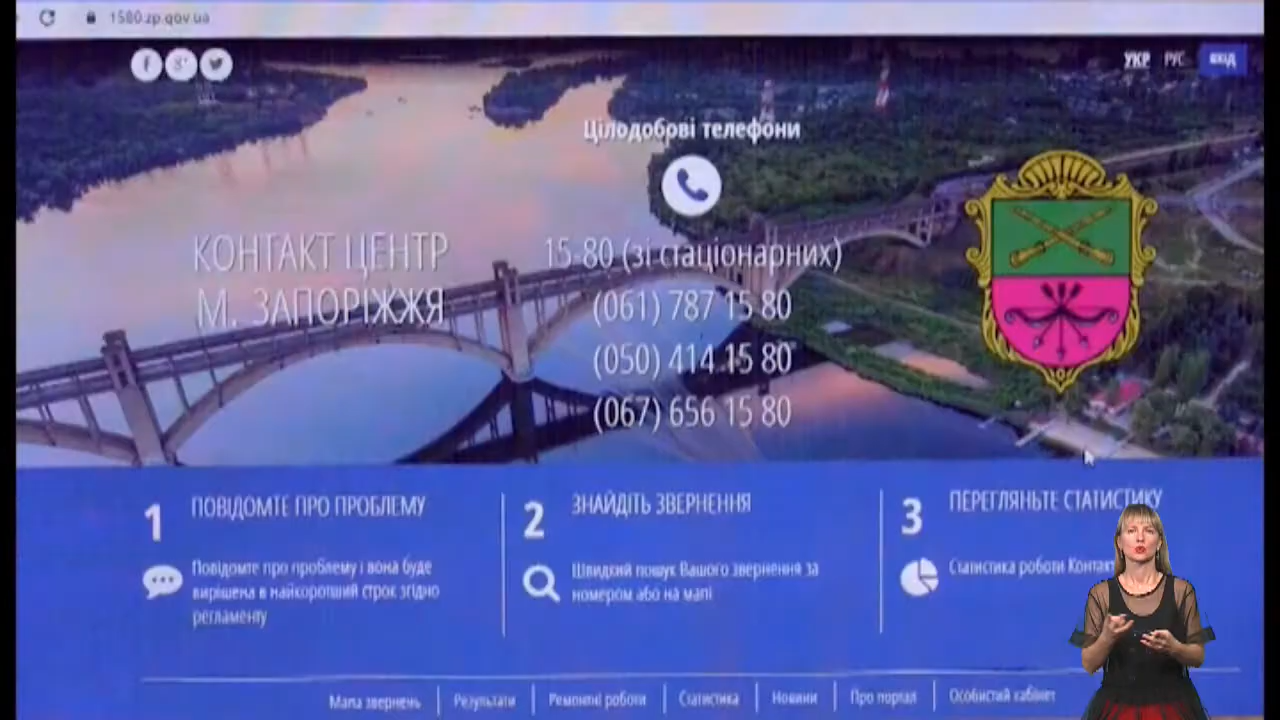 1580.zp.gov.ua
УКР РУС ВХІД
Цілодобові телефони
КОНТАКТ ЦЕНТР
М. ЗАПОРІЖЖЯ
15-80 (зі стаціонарних)
(061) 787 15 80
(050) 414 15 80
(067) 656 15 80
1 ПОВІДОМТЕ ПРО ПРОБЛЕМУ
Повідомте про проблему і вона буде
вирішена в найкоротший строк згідно
регламенту
2 ЗНАЙДІТЬ ЗВЕРНЕННЯ
Швидкий пошук Вашого звернення за
номером або на мапі
3 ПЕРЕГЛЯНЬТЕ СТАТИСТИКУ
Статистика роботи Контакт
Мапа звернень Результати Ремонтні роботи Статистика Новини Про портал Особистий кабінет